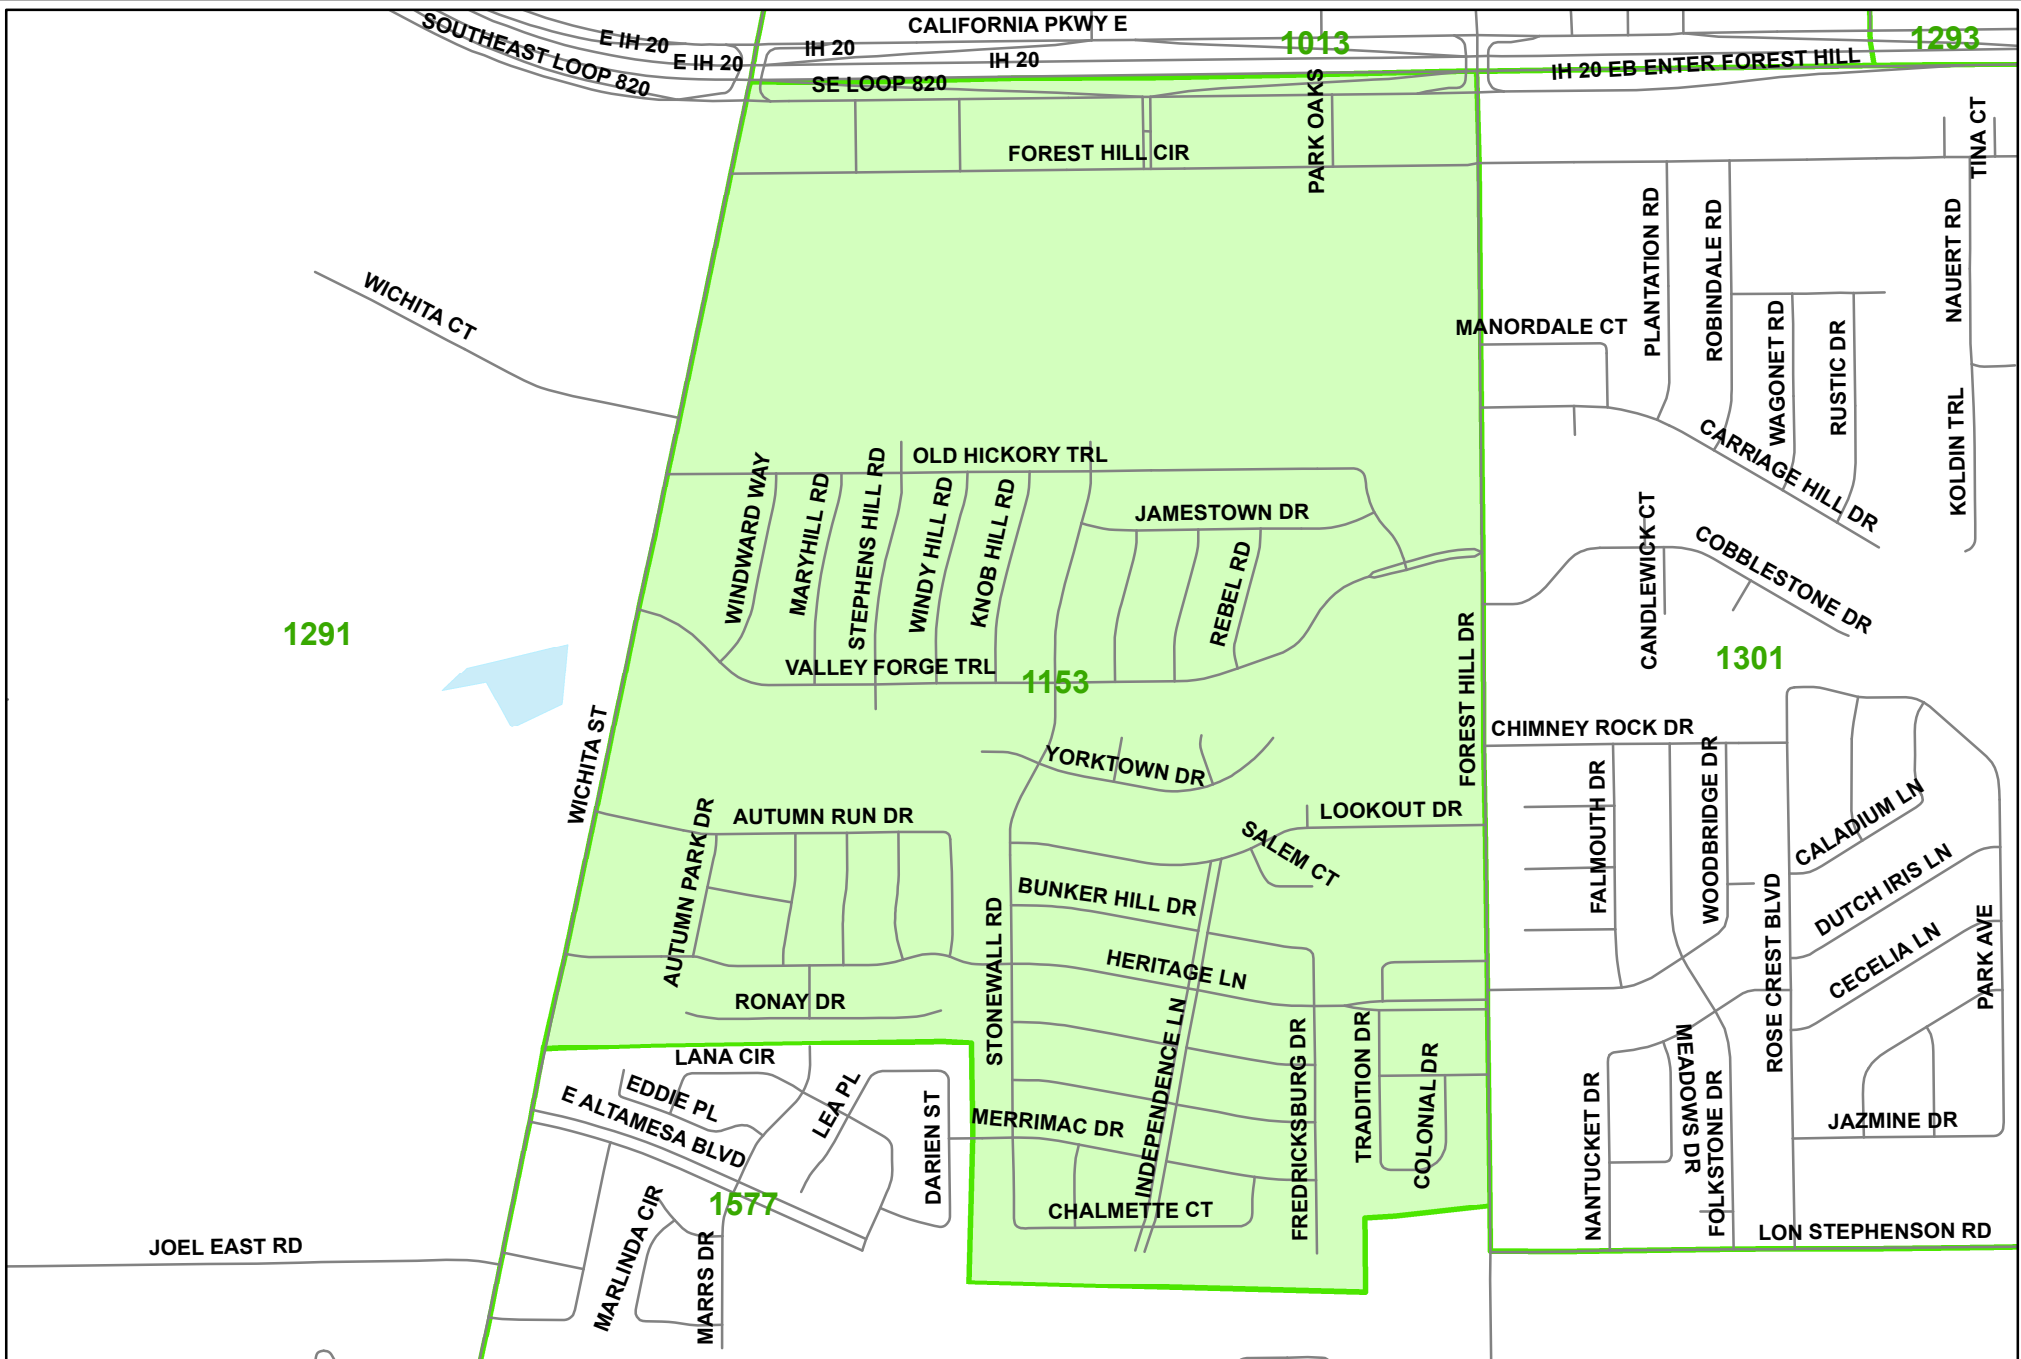 CALIFORNIA PKWY E
SOUTHEAST LOOP 820
E IH 20
E IH 20
IH 20
IH 20
1013
1293
SE LOOP 820
IH 20 EB ENTER FOREST HILL
PARK OAKS
FOREST HILL CIR
TINA CT
PLANTATION RD
ROBINDALE RD
NAUERT RD
WICHITA CT
MANORDALE CT
WAGONET RD
RUSTIC DR
KOLDIN TRL
CARRIAGE HILL DR
OLD HICKORY TRL
WINDWARD WAY
MARYHILL RD
STEPHENS HILL RD
WINDY HILL RD
KNOB HILL RD
JAMESTOWN DR
REBEL RD
CANDLEWICK CT
COBBLESTONE DR
1291
VALLEY FORGE TRL
1153
1301
FOREST HILL DR
WICHITA ST
CHIMNEY ROCK DR
YORKTOWN DR
FALMOUTH DR
WOODBRIDGE DR
AUTUMN RUN DR
AUTUMN PARK DR
LOOKOUT DR
SALEM CT
CALADIUM LN
DUTCH IRIS LN
CECELIA LN
PARK AVE
ROSE CREST BLVD
BUNKER HILL DR
STONEWALL RD
HERITAGE LN
RONAY DR
INDEPENDENCE LN
FREDRICKSBURG DR
TRADITION DR
COLONIAL DR
LANA CIR
EDDIE PL
E ALTAMESA BLVD
LEA PL
DARIEN ST
MERRIMAC DR
NANTUCKET DR
MEADOWS DR
FOLKSTONE DR
JAZMINE DR
1577
CHALMETTE CT
MARLINDA CIR
MARRS DR
JOEL EAST RD
LON STEPHENSON RD